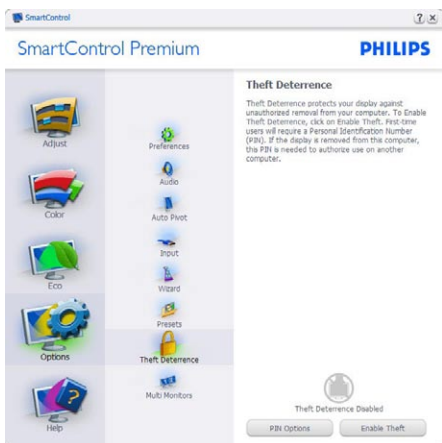 SmartControl
? x
SmartControl Premium
PHILIPS
Adjust
Color
Eco
Options
Help
Preferences
Audio
Auto Pivot
Input
Wizard
Presets
Theft Deterrence
Multi Monitors
Theft Deterrence
Theft Deterrence protects your display against
unauthorized removal from your computer. To Enable
Theft Deterrence, click on Enable Theft. First-time
users will require a Personal Identification Number
(PIN). If the display is removed from this computer,
this PIN is needed to authorize use on another
computer.
Theft Deterrence Disabled
PIN Options
Enable Theft